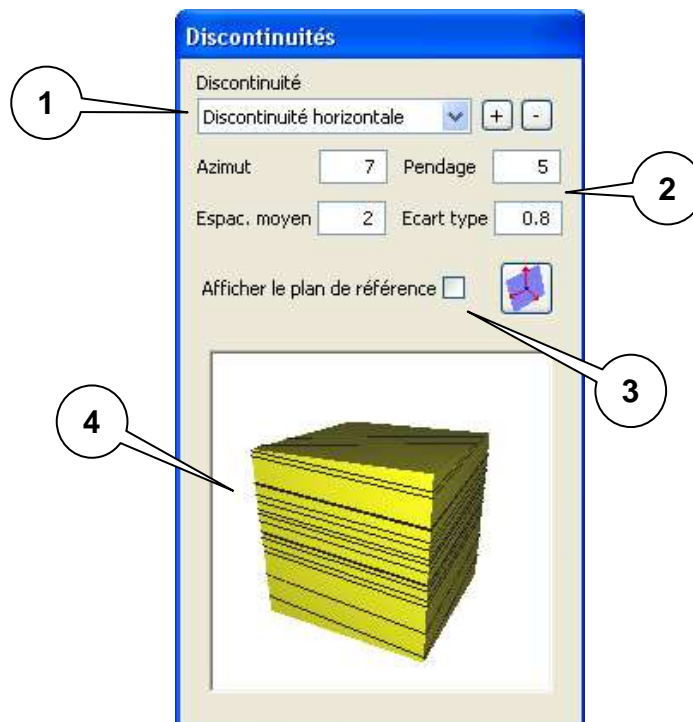 Discontinuités
Discontinuité
1
Discontinuité horizontale + -
Azimut 7 Pendage 5
2
Espac. moyen 2 Ecart type 0.8
Afficher le plan de référence
3
4